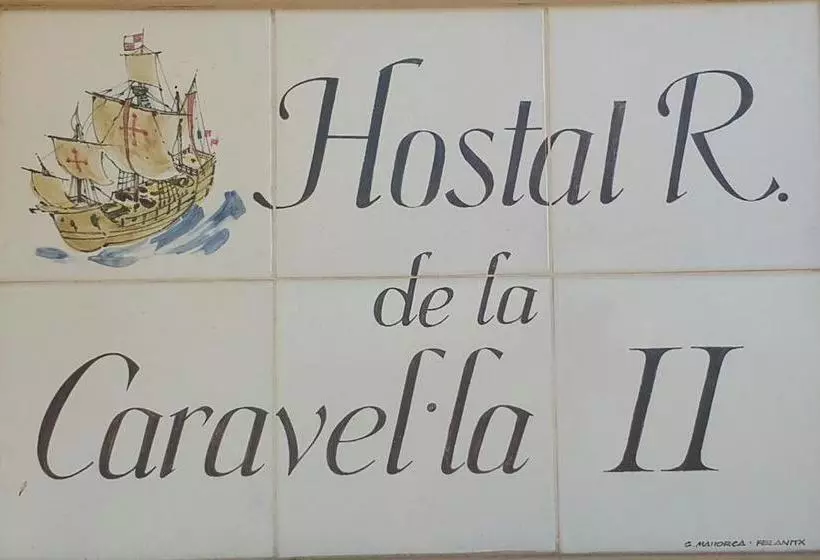 Hostal R.
de la
Caravel·la II
C. MALLORCA · FELANITX